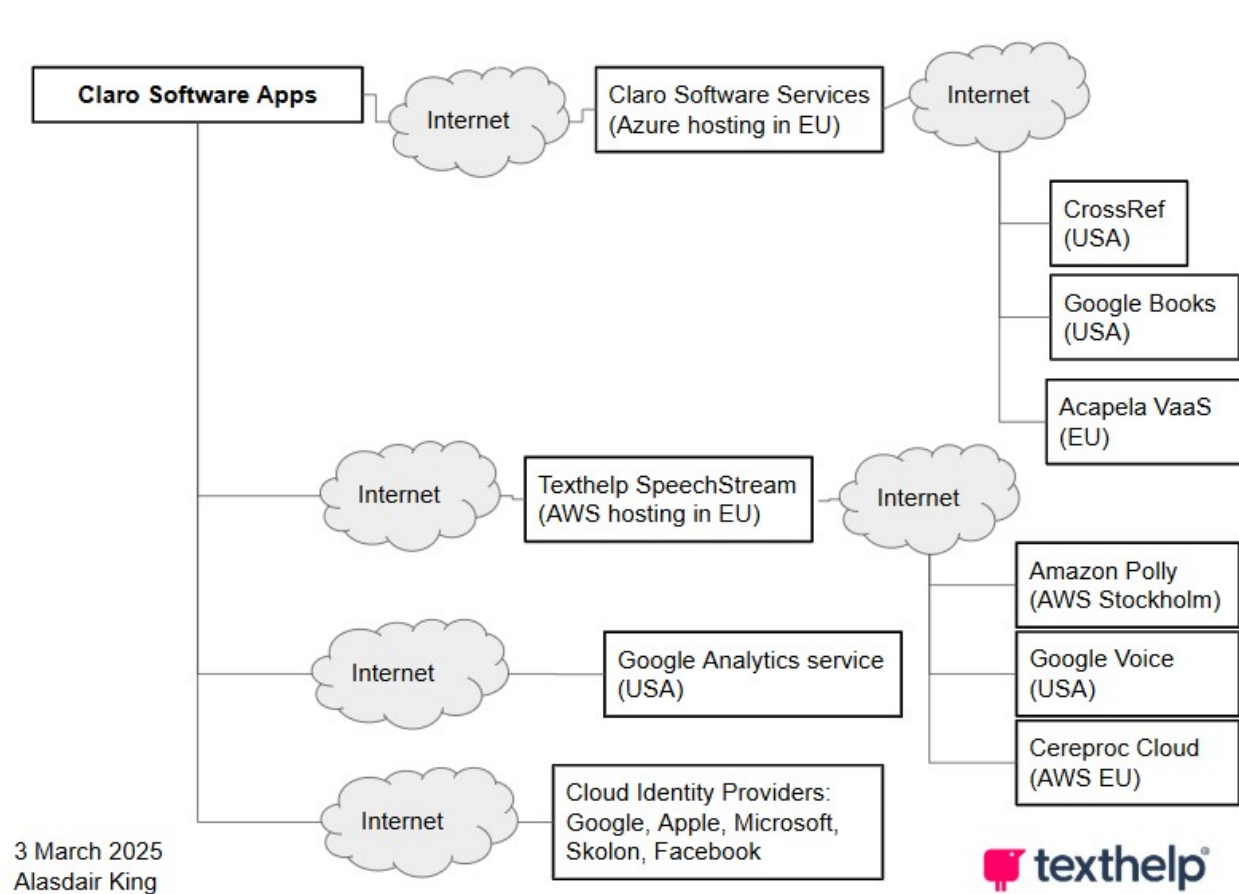 Claro Software Apps
Internet
Claro Software Services
(Azure hosting in EU)
Internet
CrossRef
(USA)
Google Books
(USA)
Acapela VaaS
(EU)
Internet
Texthelp SpeechStream
(AWS hosting in EU)
Internet
Amazon Polly
(AWS Stockholm)
Google Voice
(USA)
Cereproc Cloud
(AWS EU)
Internet
Google Analytics service
(USA)
Internet
Cloud Identity Providers:
Google, Apple, Microsoft,
Skolon, Facebook
3 March 2025
Alasdair King
texthelp®